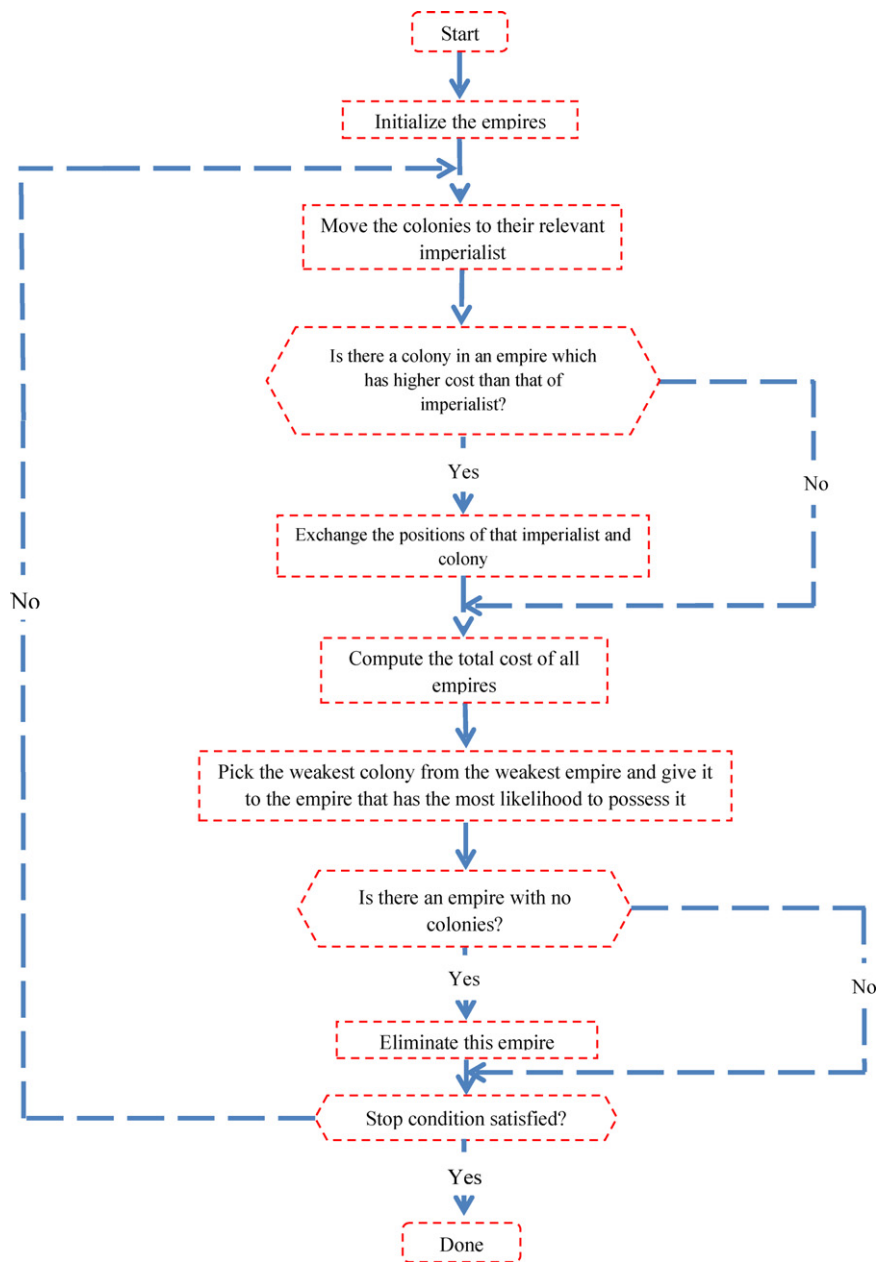 Start
Initialize the empires
Move the colonies to their relevant
imperialist
Is there a colony in an empire which
has higher cost than that of
imperialist?
Yes
No
Exchange the positions of that imperialist and
colony
No
Compute the total cost of all
empires
Pick the weakest colony from the weakest empire and give it
to the empire that has the most likelihood to possess it
Is there an empire with no
colonies?
Yes
No
Eliminate this empire
Stop condition satisfied?
Yes
Done